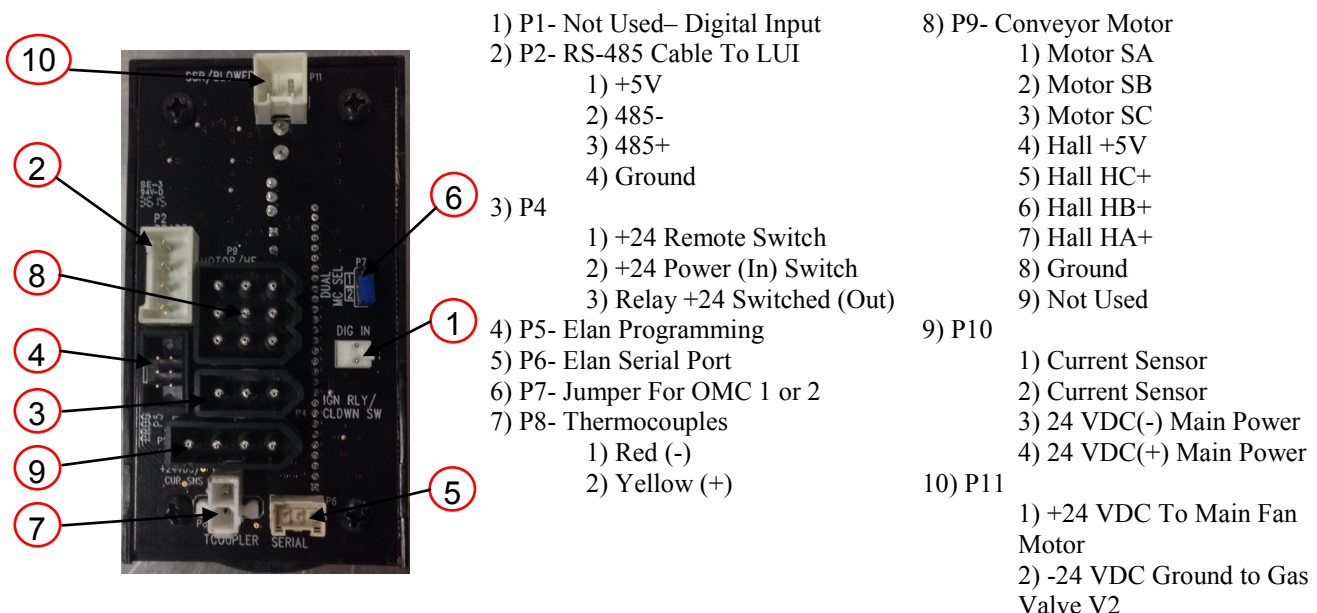 1) P1- Not Used– Digital Input
2) P2- RS-485 Cable To LUI
1) +5V
2) 485-
3) 485+
4) Ground
3) P4
1) +24 Remote Switch
2) +24 Power (In) Switch
3) Relay +24 Switched (Out)
4) P5- Elan Programming
5) P6- Elan Serial Port
6) P7- Jumper For OMC 1 or 2
7) P8- Thermocouples
1) Red (-)
2) Yellow (+)
8) P9- Conveyor Motor
1) Motor SA
2) Motor SB
3) Motor SC
4) Hall +5V
5) Hall HC+
6) Hall HB+
7) Hall HA+
8) Ground
9) Not Used
9) P10
1) Current Sensor
2) Current Sensor
3) 24 VDC(-) Main Power
4) 24 VDC(+) Main Power
10) P11
1) +24 VDC To Main Fan
Motor
2) -24 VDC Ground to Gas
Valve V2
10
2
6
8
1
4
3
9
5
7
SSR/BLOWER
P11
P2
P9
P7
DUAL
MC SEL
1
2
DIG IN
IGN RLY/
CLDWN SW
P4
P5
+24VDC/
CUR SNS
P6
TCOUPLER
SERIAL